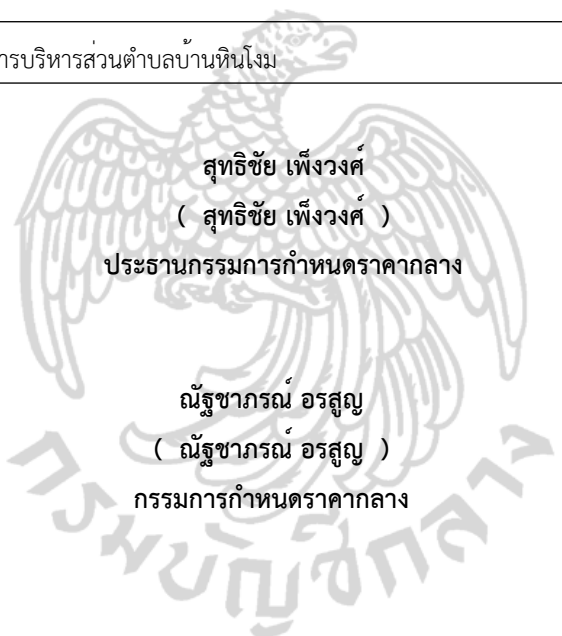 ารบริหารส่วนตำบลบ้านหินโงม
สุทธิชัย เพ็งวงศ์
( สุทธิชัย เพ็งวงศ์ )
ประธานกรรมการกำหนดราคากลาง
ณัฐชาภรณ์ อรสูญ
( ณัฐชาภรณ์ อรสูญ )
กรรมการกำหนดราคากลาง
กรมบัญชีกลาง